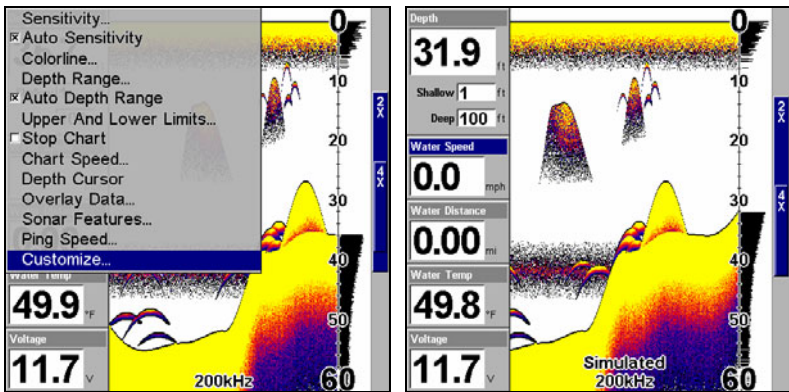 Sensitivity...
Auto Sensitivity
Colorline...
Depth Range...
Auto Depth Range
Upper And Lower Limits...
Stop Chart
Chart Speed...
Depth Cursor
Overlay Data...
Sonar Features...
Ping Speed...
Customize...
Water Temp
49.9 °F
Voltage
11.7 V
0
10
20
30
40
50
60
2X
4X
200kHz
Depth
31.9 ft
Shallow 1 ft
Deep 100 ft
Water Speed
0.0 mph
Water Distance
0.00 mi
Water Temp
49.8 °F
Voltage
11.7 V
0
10
20
30
40
50
60
2X
4X
Simulated
200kHz